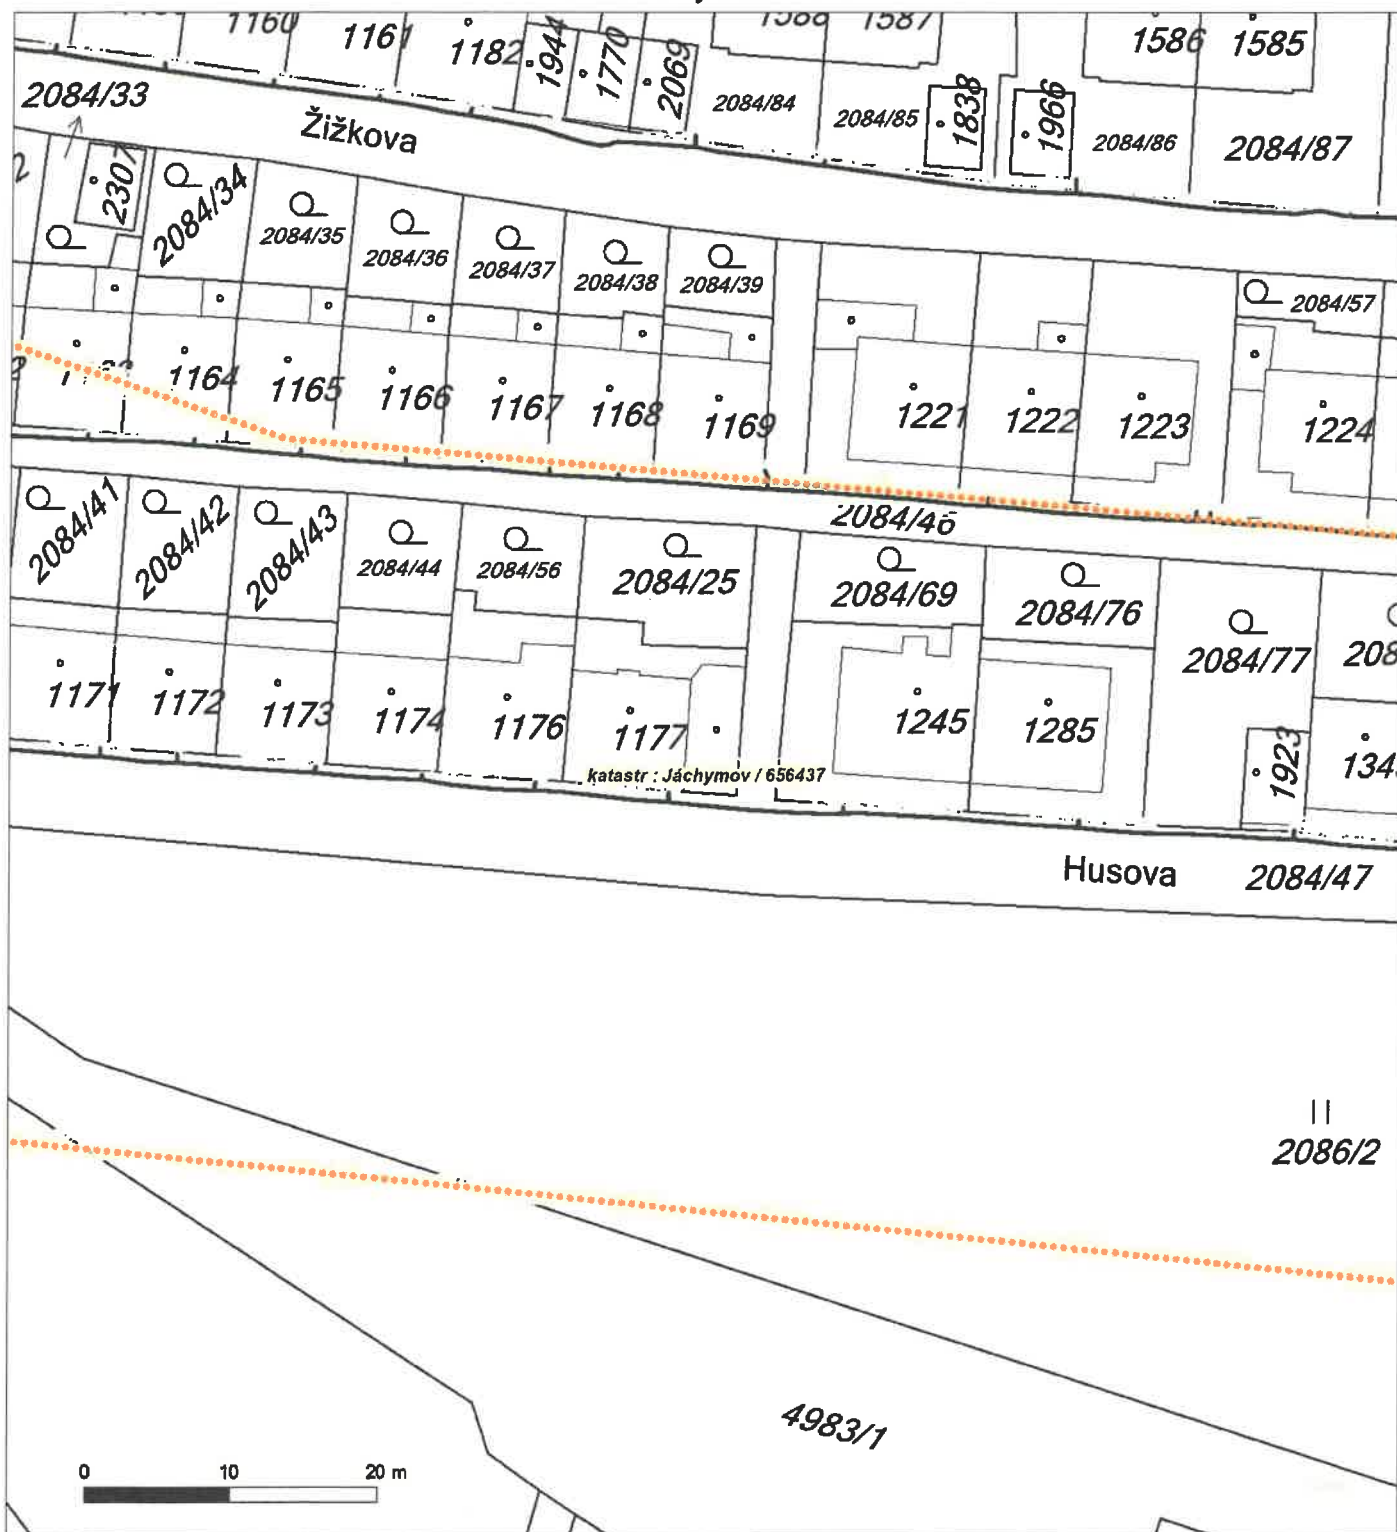 1160 1161 1182 1944 1770 2069 1588 1587 1586 1585
2084/33 Žižkova 2084/84 2084/85 1838 1966 2084/86 2084/87
2307 2084/34 2084/35 2084/36 2084/37 2084/38 2084/39 2084/57
1164 1165 1166 1167 1168 1169 1221 1222 1223 1224
2084/46
2084/41 2084/42 2084/43 2084/44 2084/56 2084/25 2084/69 2084/76 2084/77
1171 1172 1173 1174 1176 1177 1245 1285 1923
katastr : Jáchymov / 656437
Husova 2084/47
2086/2
4983/1
0 10 20 m